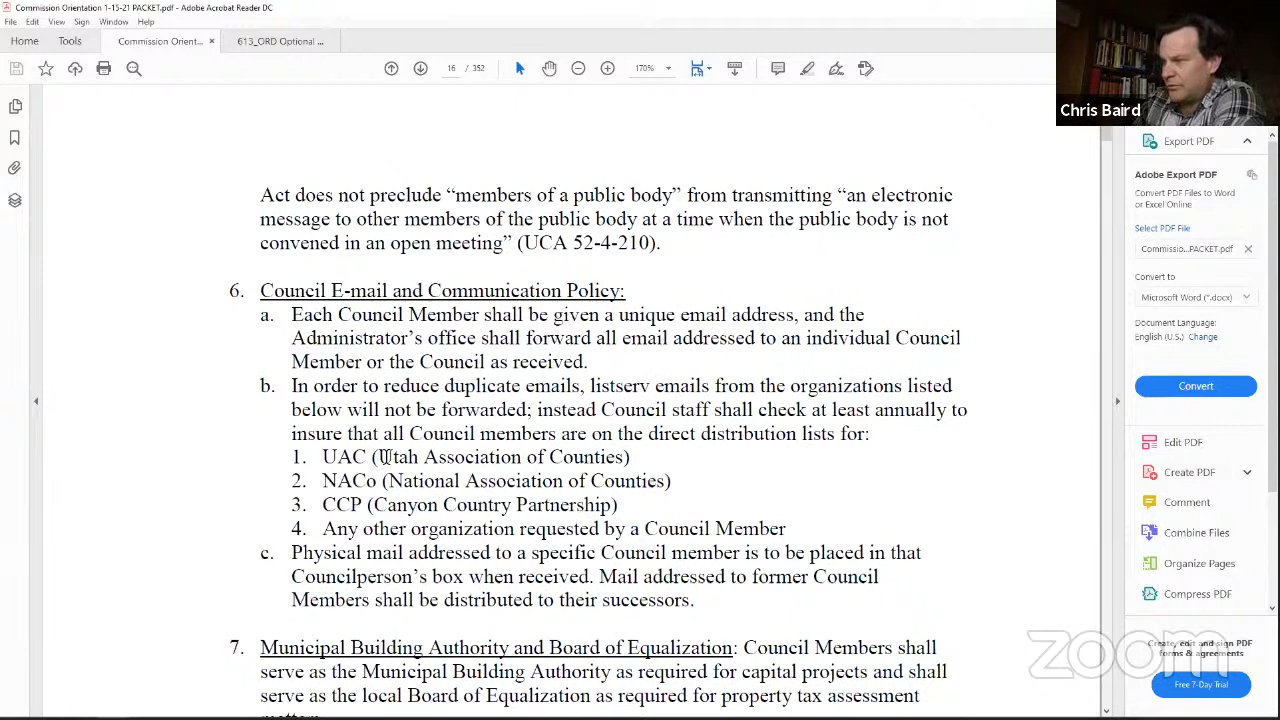 Commission Orientation 1-15-21 PACKET.pdf - Adobe Acrobat Reader DC
File Edit View Sign Window Help
Home Tools Commission Orient... × 613_ORD Optional ...
16 / 352 170%
Chris Baird
Act does not preclude “members of a public body” from transmitting “an electronic
message to other members of the public body at a time when the public body is not
convened in an open meeting” (UCA 52-4-210).
6. Council E-mail and Communication Policy:
a. Each Council Member shall be given a unique email address, and the
Administrator’s office shall forward all email addressed to an individual Council
Member or the Council as received.
b. In order to reduce duplicate emails, listserv emails from the organizations listed
below will not be forwarded; instead Council staff shall check at least annually to
insure that all Council members are on the direct distribution lists for:
1. UAC (Utah Association of Counties)
2. NACo (National Association of Counties)
3. CCP (Canyon Country Partnership)
4. Any other organization requested by a Council Member
c. Physical mail addressed to a specific Council member is to be placed in that
Councilperson’s box when received. Mail addressed to former Council
Members shall be distributed to their successors.
7. Municipal Building Authority and Board of Equalization: Council Members shall
serve as the Municipal Building Authority as required for capital projects and shall
serve as the local Board of Equalization as required for property tax assessment
matters.
Export PDF
Adobe Export PDF
Convert PDF Files to Word
or Excel Online
Select PDF File
Commissio...PACKET.pdf ×
Convert to
Microsoft Word (*.docx)
Document Language:
English (U.S.) Change
Convert
Edit PDF
Create PDF
Comment
Combine Files
Organize Pages
Compress PDF
Create, edit and sign PDF
forms & agreements
Free 7-Day Trial
zoom